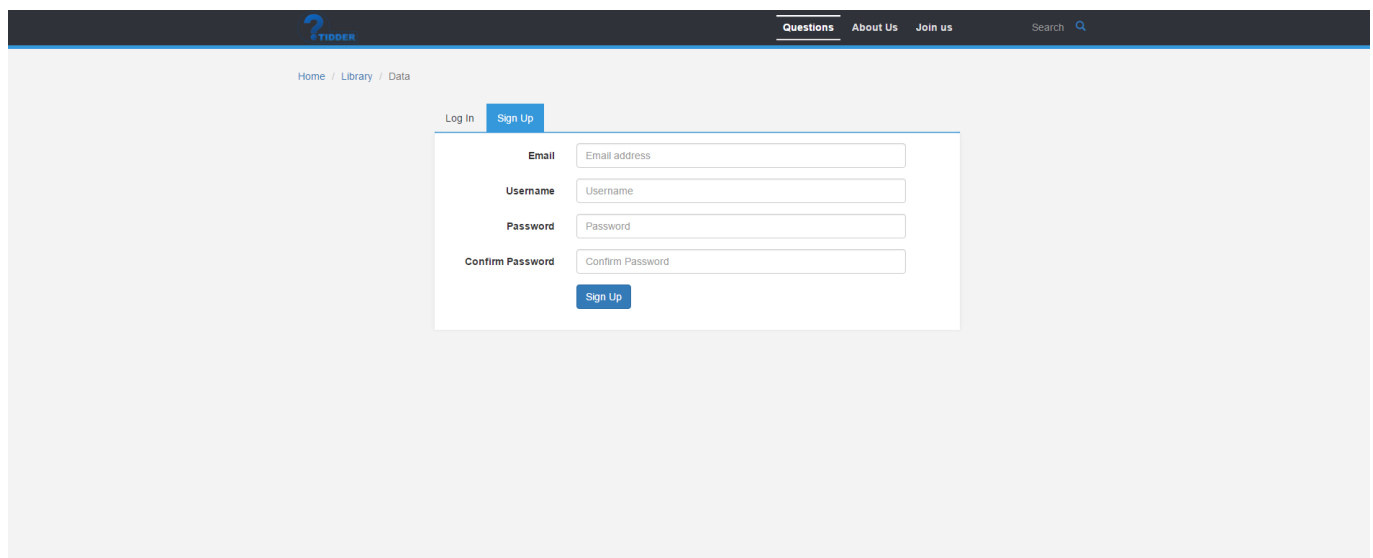 ?TIDDER
Questions About Us Join us Search
Home / Library / Data
Log In Sign Up
Email Email address
Username Username
Password Password
Confirm Password Confirm Password
Sign Up